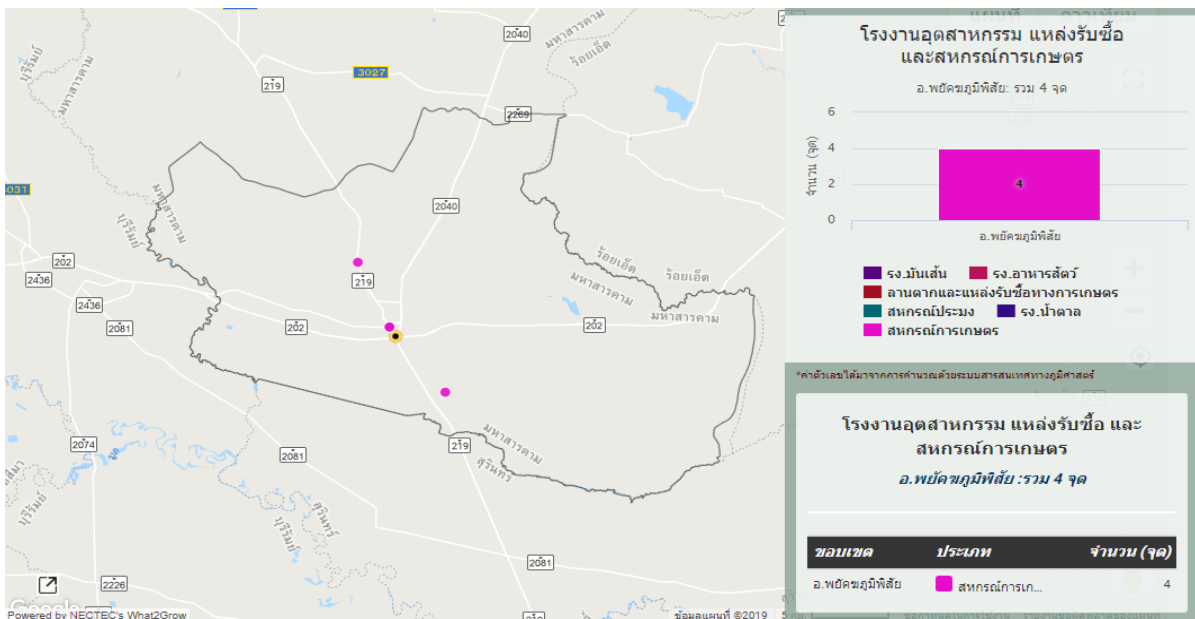 2040
มหาสารคาม
ร้อยเอ็ด
บุรีรัมย์
มหาสารคาม
3027
219
2269
3031
มหาสารคาม
บุรีรัมย์
2040
202
2436
219
ร้อยเอ็ด
ร้อยเอ็ด
มหาสารคาม
มหาสารคาม
2436
2081
202
202
2074
2081
219
มหาสารคาม
สุรินทร์
บุรีรัมย์
สุรินทร์
บุรีรัมย์
2081
2226
Google
Powered by NECTEC's What2Grow
ข้อมูลแผนที่ ©2019
แผนที่ ดาวเทียม
โรงงานอุตสาหกรรม แหล่งรับซื้อ
และสหกรณ์การเกษตร
อ.พยัคฆภูมิพิสัย: รวม 4 จุด
จำนวน (จุด)
6
4
2
0
4
อ.พยัคฆภูมิพิสัย
รง.มันเส้น รง.อาหารสัตว์
ลานตากและแหล่งรับซื้อทางการเกษตร
สหกรณ์ประมง รง.น้ำตาล
สหกรณ์การเกษตร
*ค่าตัวเลขได้มาจากการคำนวณด้วยระบบสารสนเทศทางภูมิศาสตร์
โรงงานอุตสาหกรรม แหล่งรับซื้อ และ
สหกรณ์การเกษตร
อ.พยัคฆภูมิพิสัย :รวม 4 จุด
ขอบเขต ประเภท จำนวน (จุด)
อ.พยัคฆภูมิพิสัย สหกรณ์การเก... 4